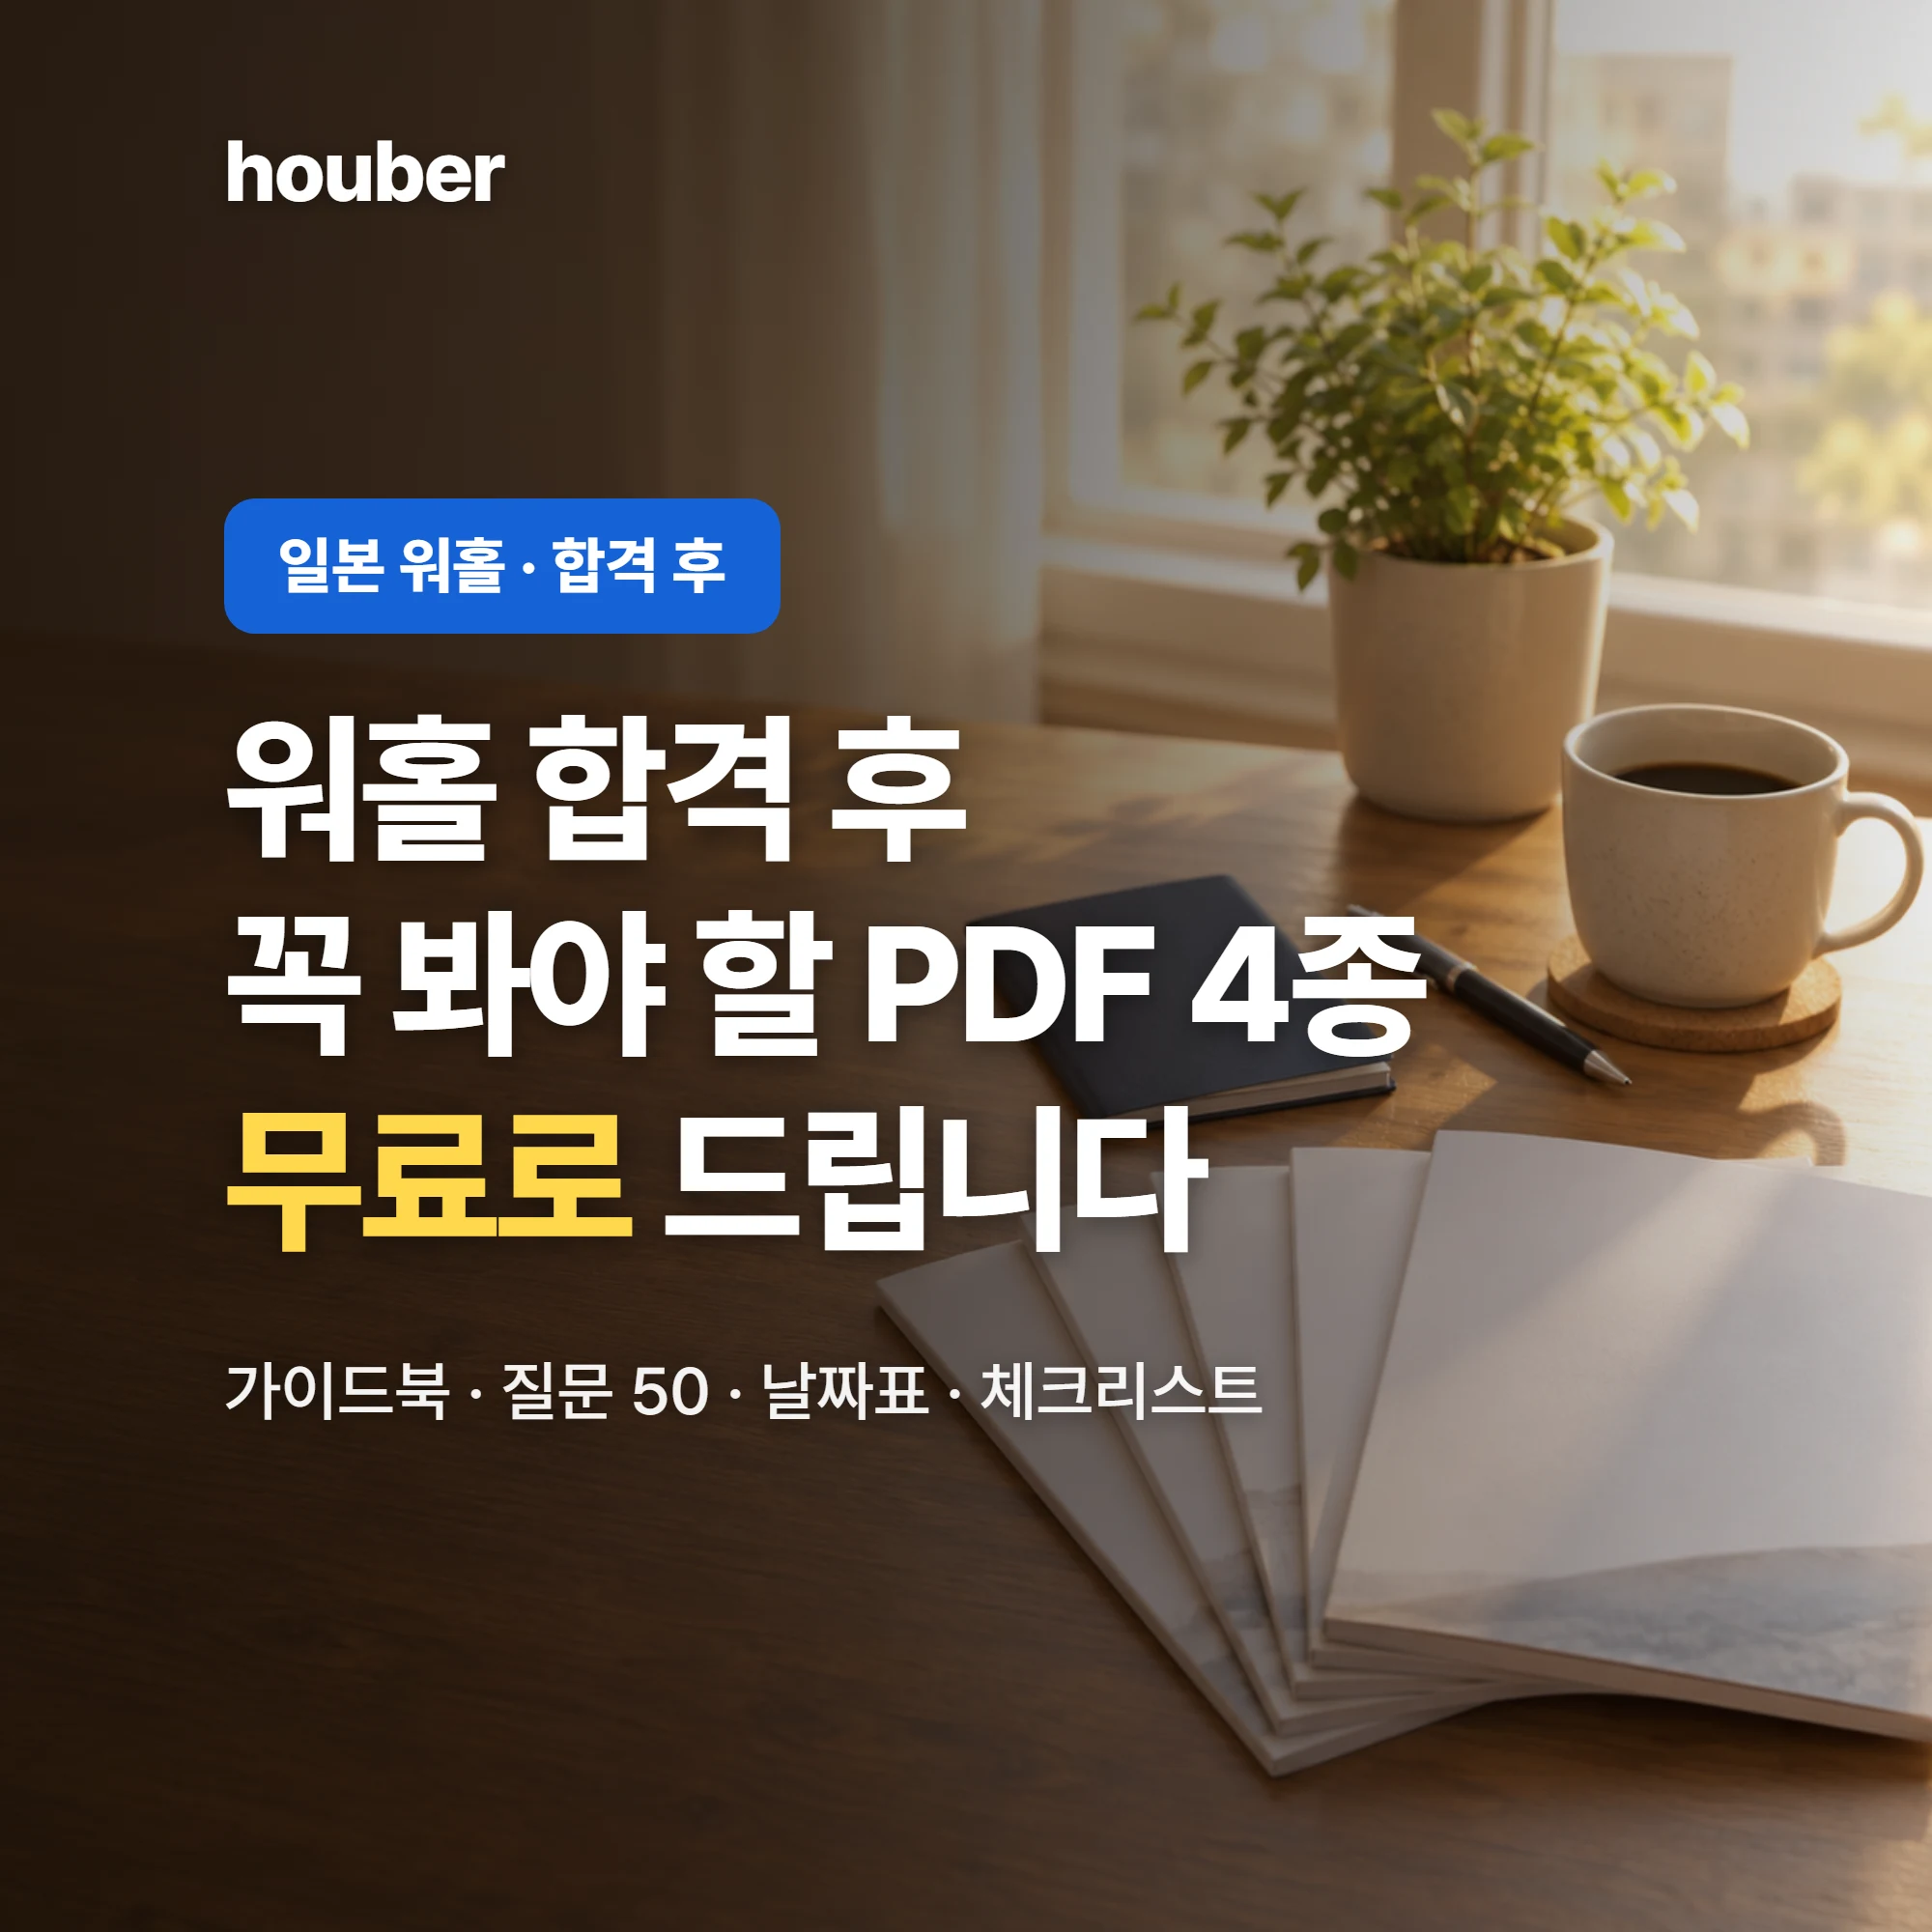 houber
일본 워홀 · 합격 후
워홀 합격 후
꼭 봐야 할 PDF 4종
무료로 드립니다
가이드북 · 질문 50 · 날짜표 · 체크리스트